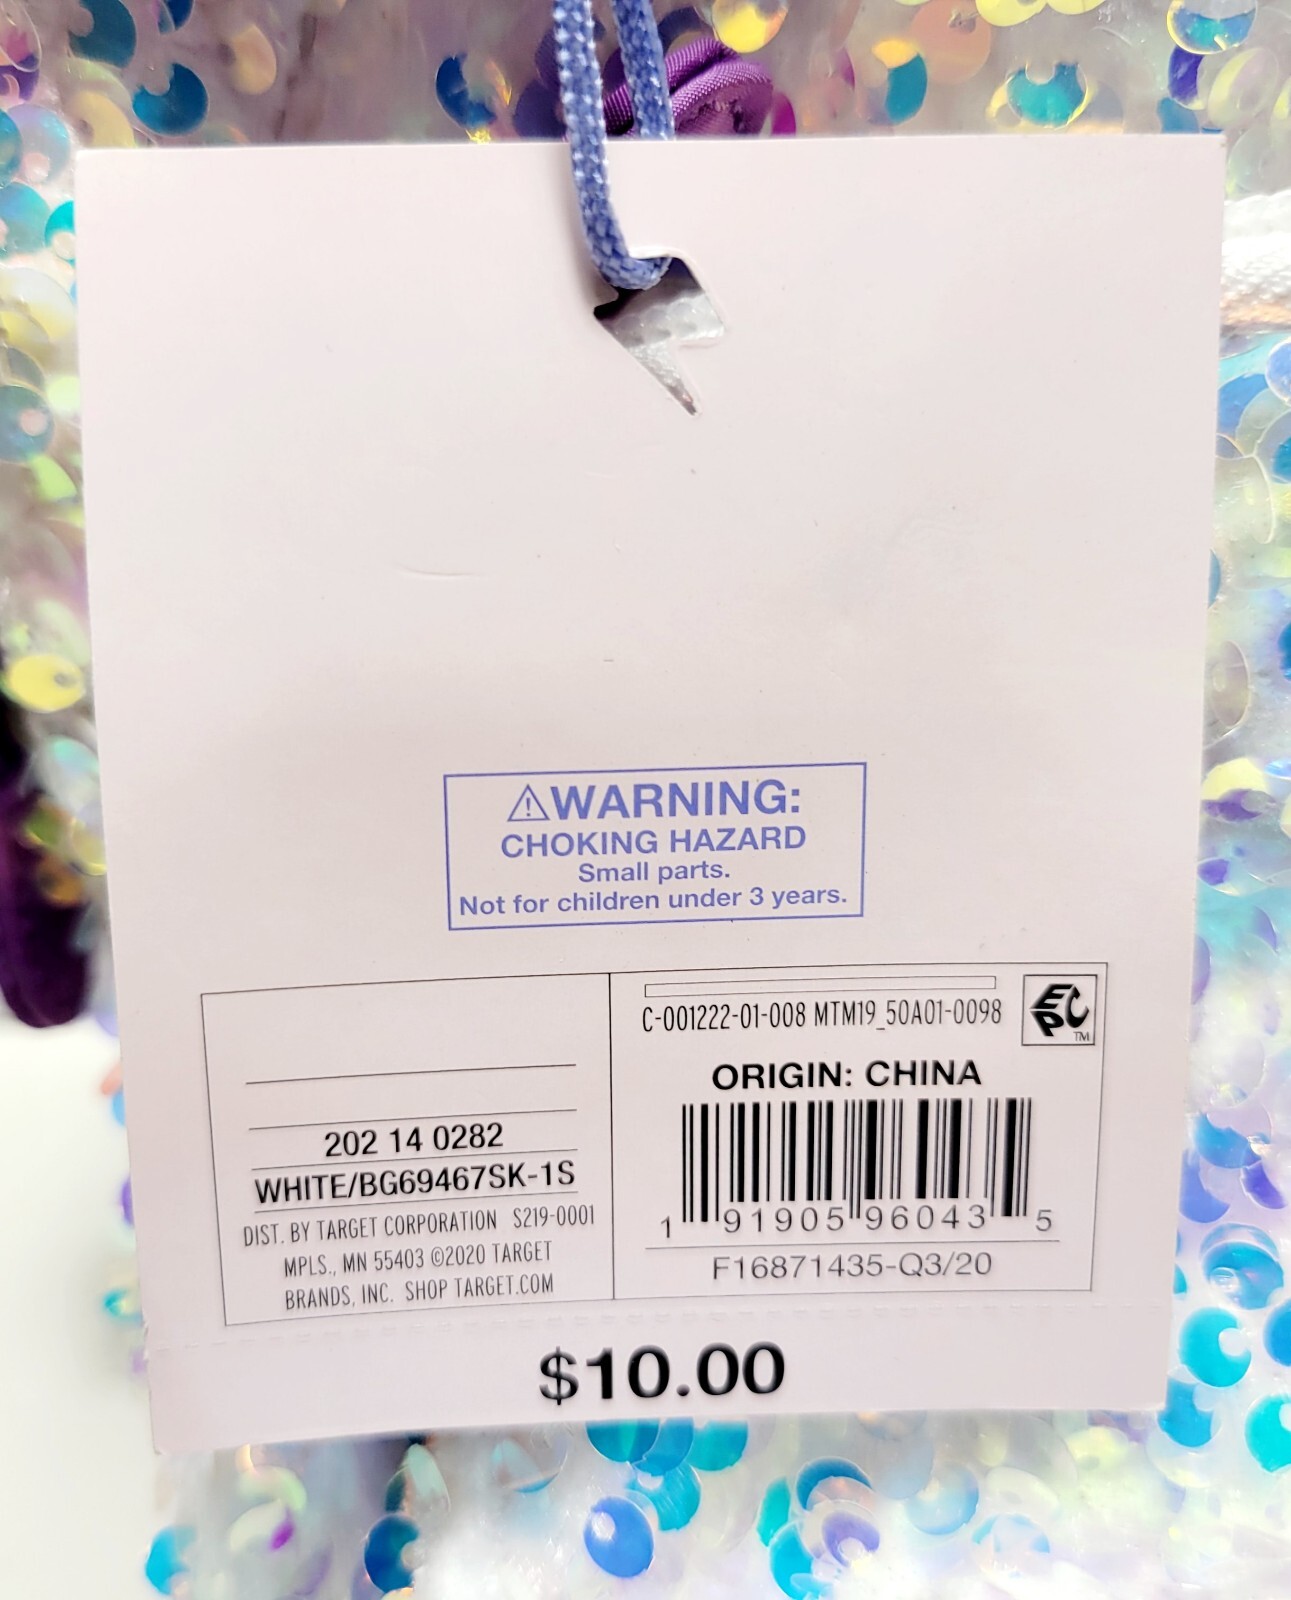 ⚠WARNING:
CHOKING HAZARD
Small parts.
Not for children under 3 years.
202 14 0282
WHITE/BG69467SK-1S
DIST. BY TARGET CORPORATION S219-0001
MPLS., MN 55403 ©2020 TARGET
BRANDS, INC. SHOP TARGET.COM
C-001222-01-008 MTM19_50A01-0098
EPC™
ORIGIN: CHINA
1 91905 96043 5
F16871435-Q3/20
$10.00